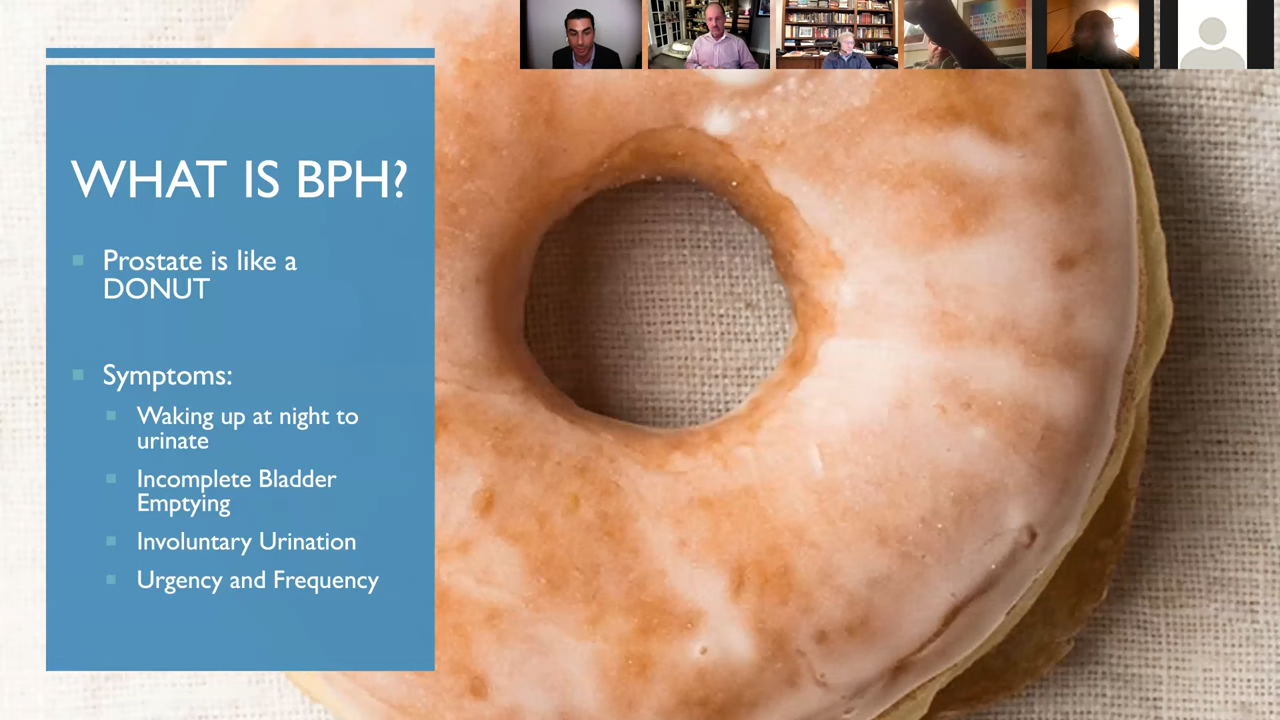 WHAT IS BPH?
Prostate is like a
DONUT
Symptoms:
Waking up at night to
urinate
Incomplete Bladder
Emptying
Involuntary Urination
Urgency and Frequency